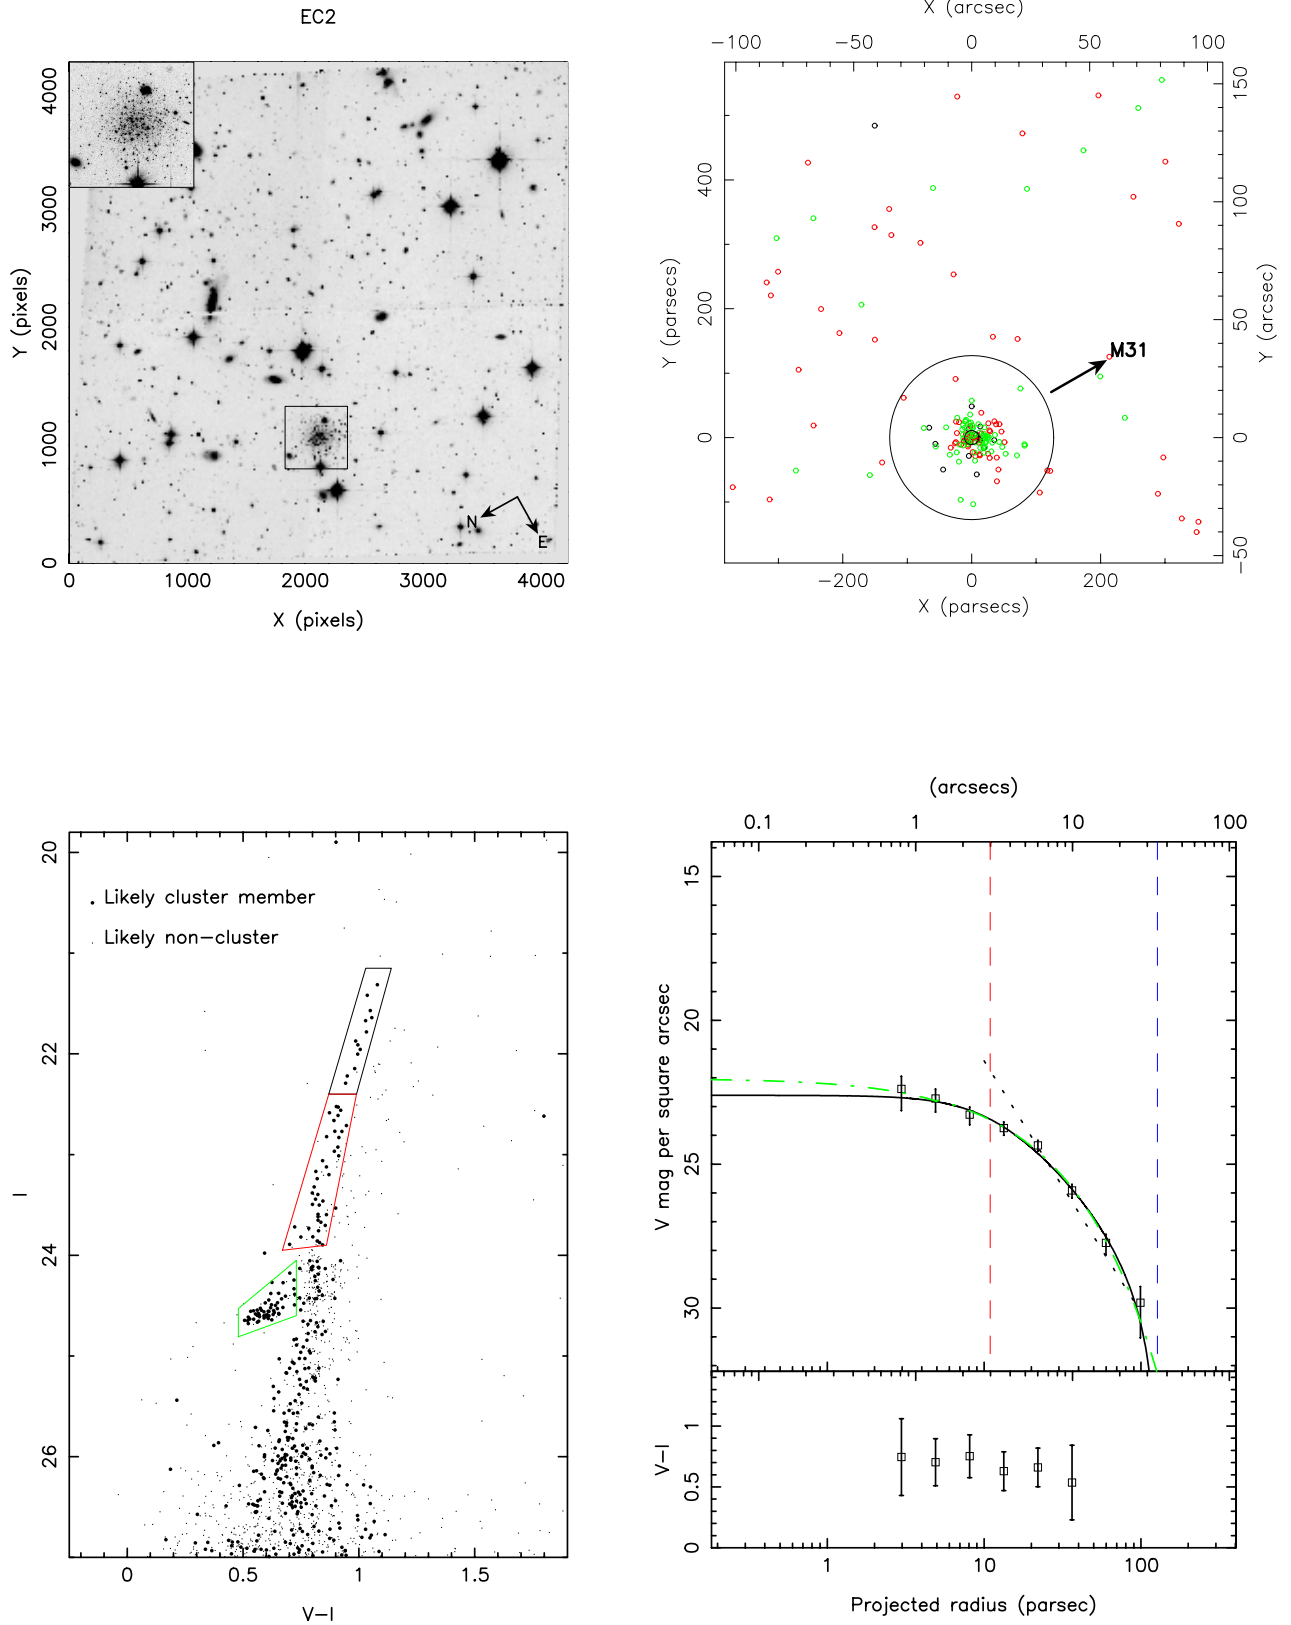 EC2
X (arcsec)
−100 −50 0 50 100
4000
3000
2000
1000
0
Y (pixels)
N
E
0 1000 2000 3000 4000
X (pixels)
400
200
0
Y (parsecs)
M31
150
100
50
0
−50
Y (arcsec)
−200 0 200
X (parsecs)
20
22
24
26
I
Likely cluster member
Likely non−cluster
0 0.5 1 1.5
V−I
(arcsecs)
0.1 1 10 100
15
20
25
30
V mag per square arcsec
1
0.5
0
V−I
1 10 100
Projected radius (parsec)